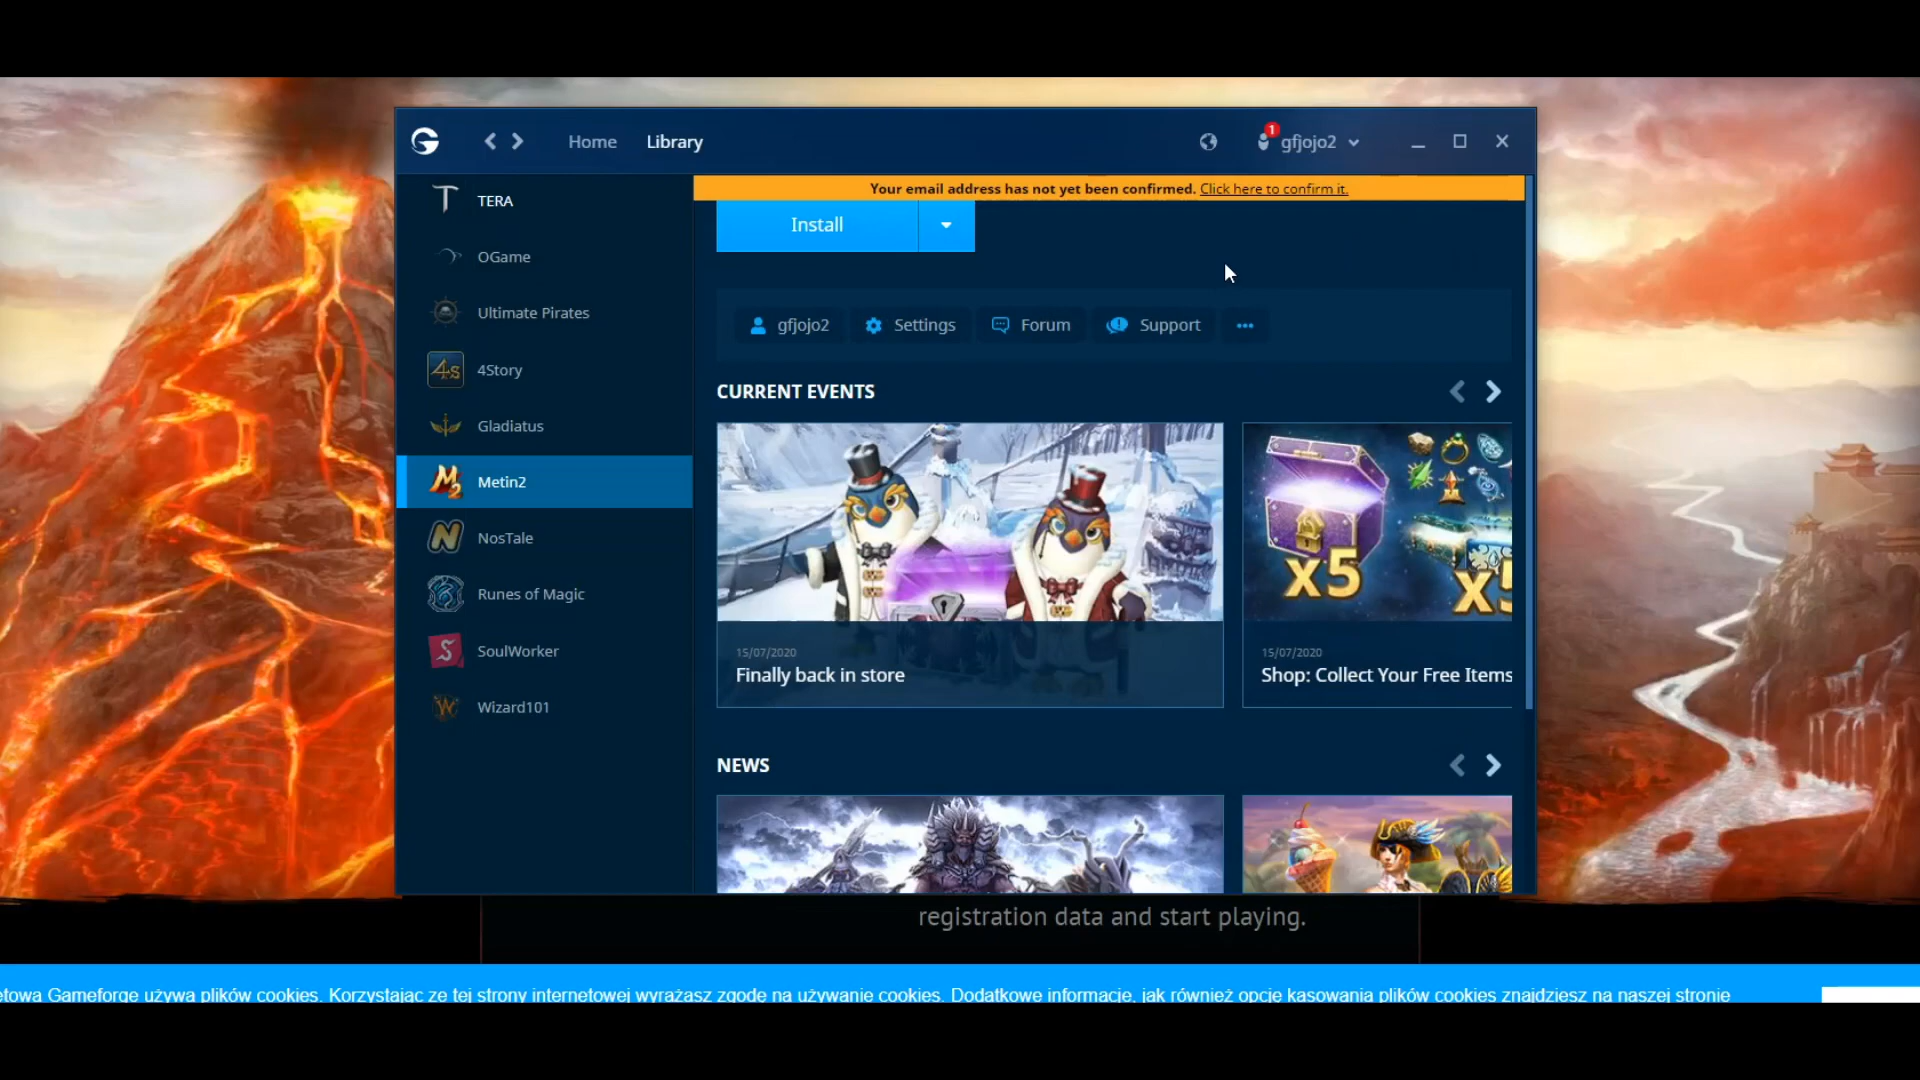 Home
Library
1
gfjojo2
TERA
OGame
Ultimate Pirates
4Story
Gladiatus
Metin2
NosTale
Runes of Magic
SoulWorker
Wizard101
Your email address has not yet been confirmed. Click here to confirm it.
Install
gfjojo2
Settings
Forum
Support
CURRENT EVENTS
x5
15/07/2020
Finally back in store
15/07/2020
Shop: Collect Your Free Items
NEWS
registration data and start playing.
Gameforge używa plików cookies. Korzystając ze tej strony internetowej wyrażasz zgodę na używanie cookies. Dodatkowe informacje, jak również opcję kasowania plików cookies znajdziesz na naszej stronie